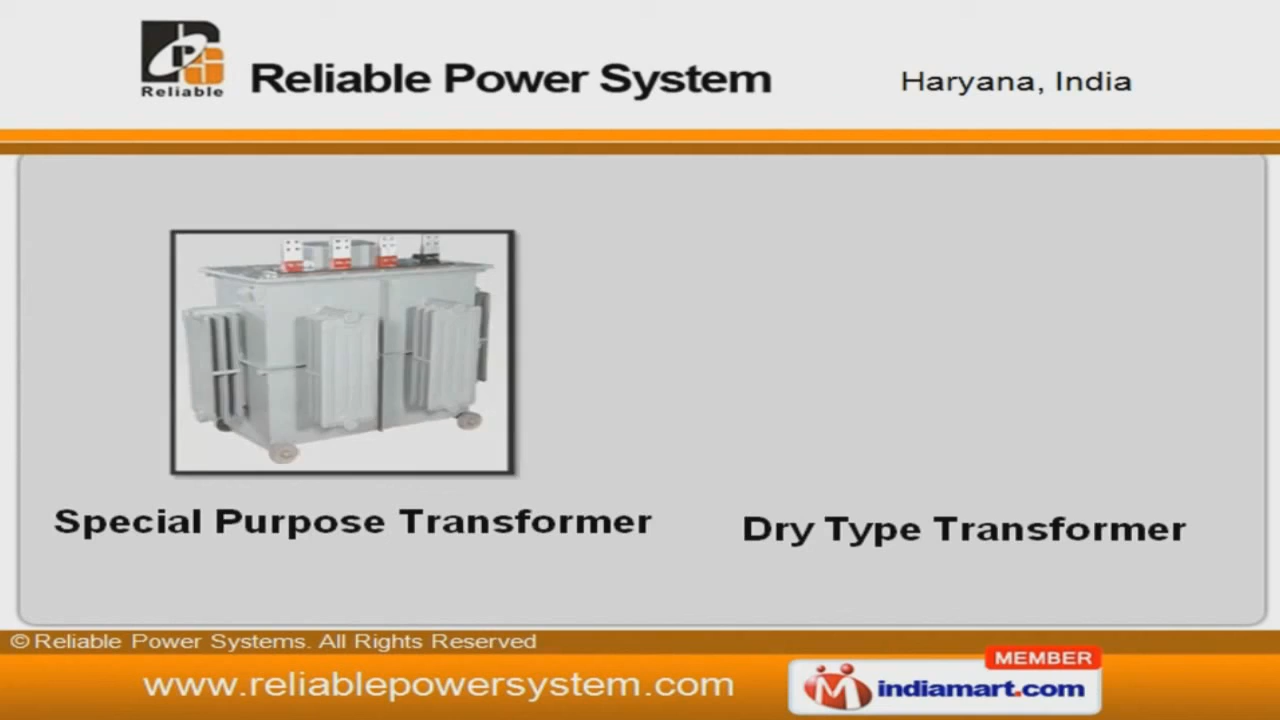 Reliable
Reliable Power System
Haryana, India
Special Purpose Transformer
Dry Type Transformer
© Reliable Power Systems. All Rights Reserved
www.reliablepowersystem.com
MEMBER
indiamart.com